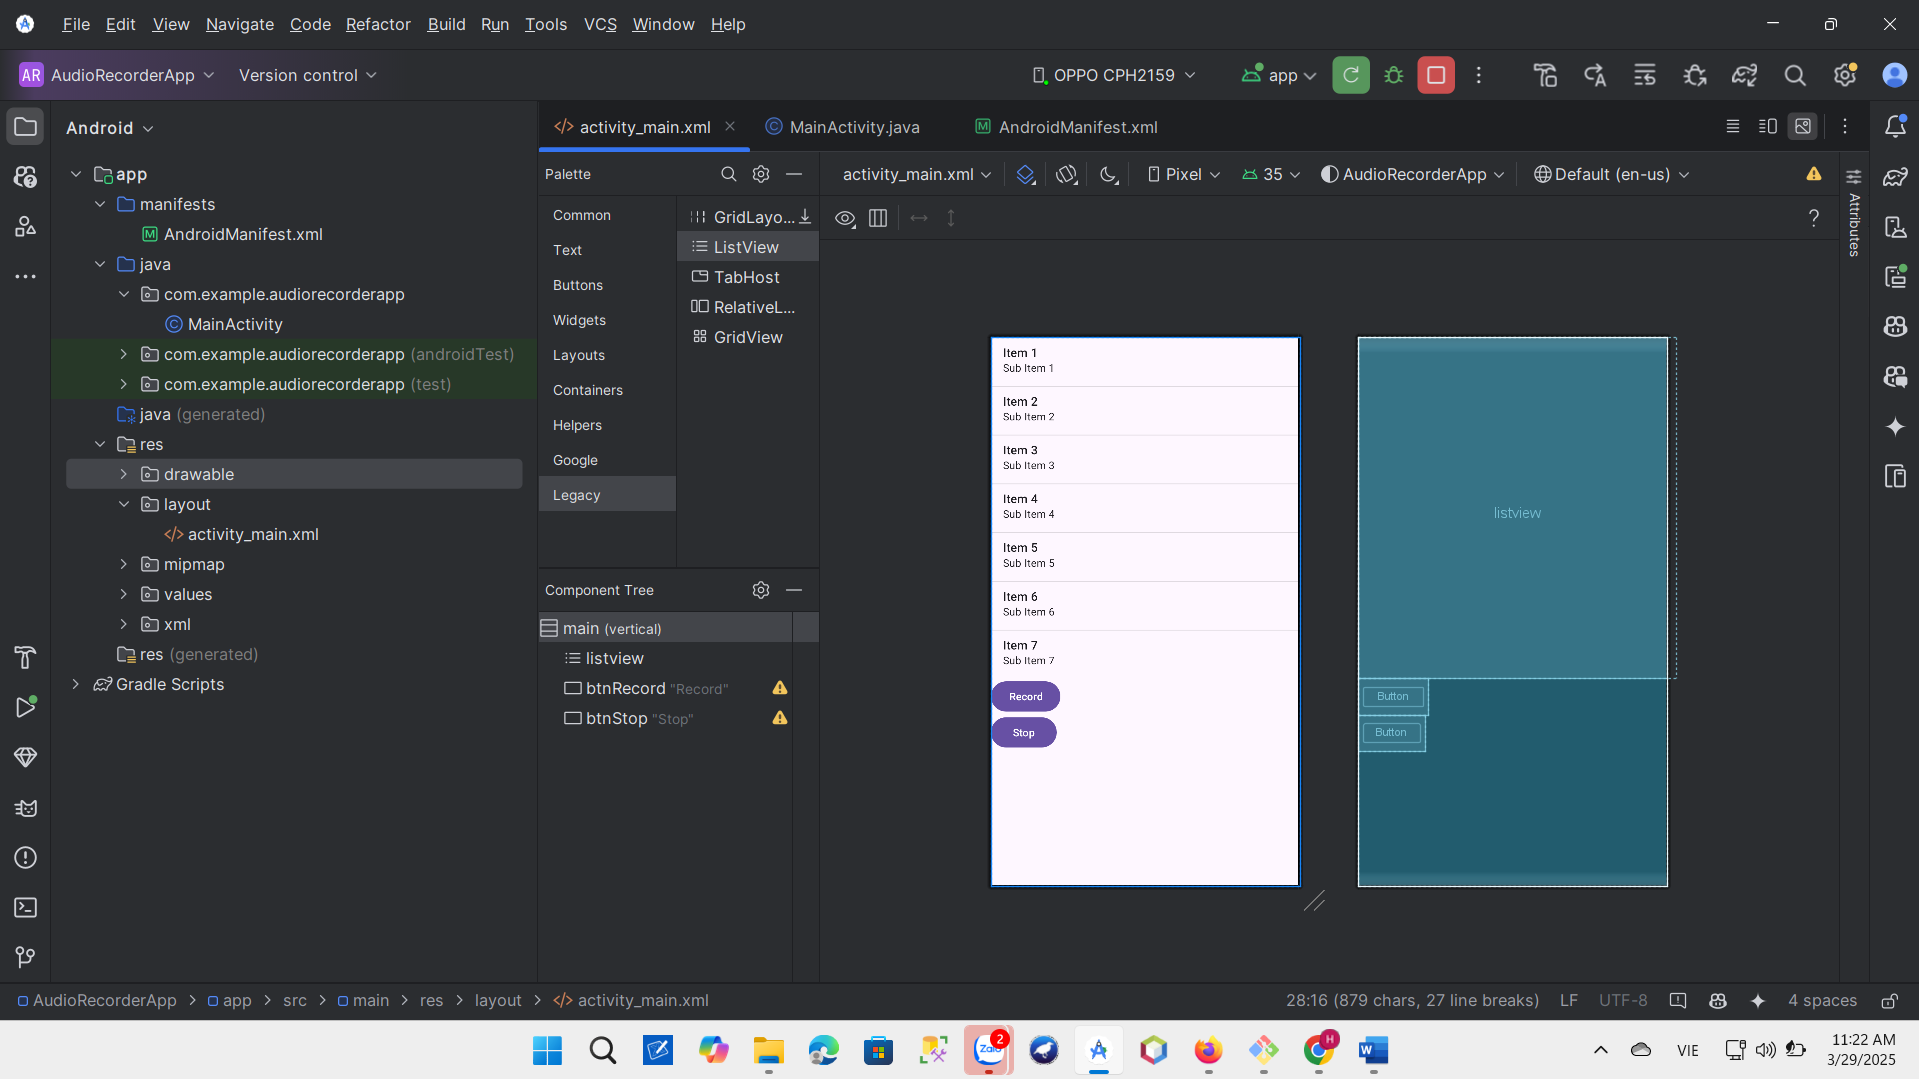 File Edit View Navigate Code Refactor Build Run Tools VCS Window Help
AR AudioRecorderApp Version control OPPO CPH2159 app
Android
app
manifests
AndroidManifest.xml
java
com.example.audiorecorderapp
MainActivity
com.example.audiorecorderapp (androidTest)
com.example.audiorecorderapp (test)
java (generated)
res
drawable
layout
activity_main.xml
mipmap
values
xml
res (generated)
Gradle Scripts
activity_main.xml MainActivity.java AndroidManifest.xml
Palette
Common
Text
Buttons
Widgets
Layouts
Containers
Helpers
Google
Legacy
GridLayo...
ListView
TabHost
RelativeL...
GridView
Component Tree
main (vertical)
listview
btnRecord "Record"
btnStop "Stop"
activity_main.xml Pixel 35 AudioRecorderApp Default (en-us)
Attributes
Item 1
Sub Item 1
Item 2
Sub Item 2
Item 3
Sub Item 3
Item 4
Sub Item 4
Item 5
Sub Item 5
Item 6
Sub Item 6
Item 7
Sub Item 7
Record
Stop
listview
Button
Button
AudioRecorderApp > app > src > main > res > layout > activity_main.xml
28:16 (879 chars, 27 line breaks) LF UTF-8 4 spaces
Zalo 2
H
VIE
11:22 AM
3/29/2025